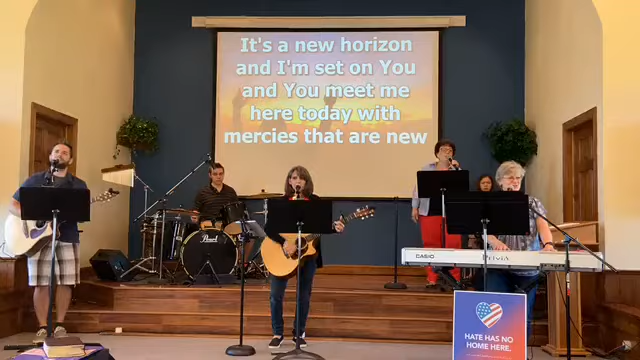 It's a new horizon
and I'm set on You
and You meet me
here today with
mercies that are new
Pearl
CASIO
PRIVIA
HATE HAS NO
HOME HERE.